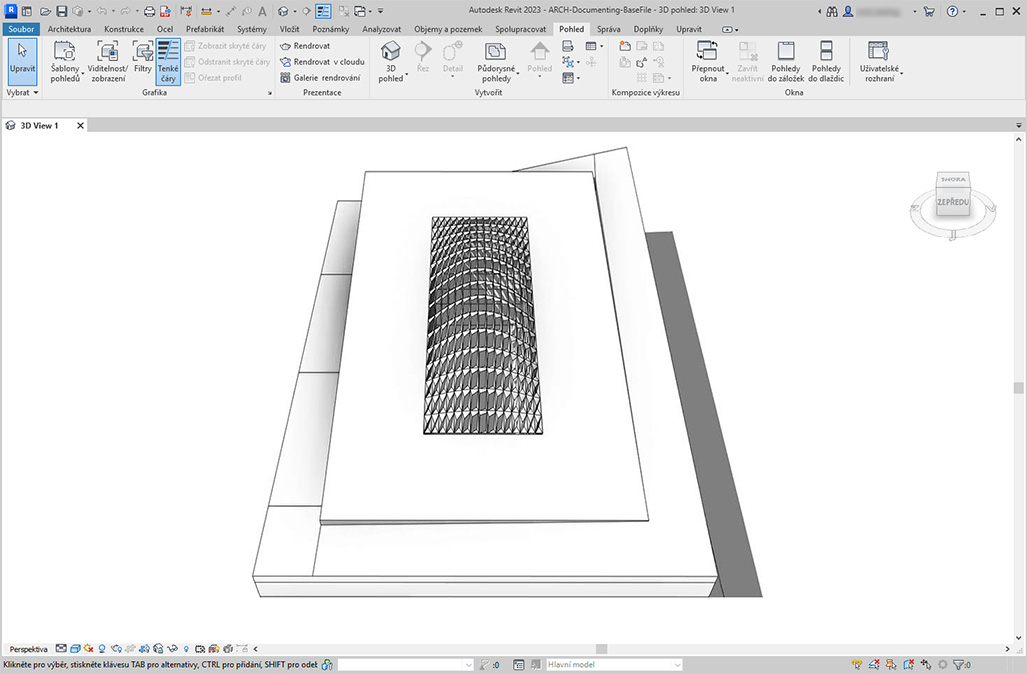 Autodesk Revit 2023 - ARCH-Documenting-BaseFile - 3D pohled: 3D View 1
Soubor Architektura Konstrukce Ocel Prefabrikát Systémy Vložit Poznámky Analyzovat Objemy a pozemek Spolupracovat Pohled Správa Doplňky Upravit
Upravit
Šablony pohledů
Viditelnost/ zobrazení
Filtry
Tenké čáry
Zobrazit skryté čáry
Odstranit skryté čáry
Ořezat profil
Rendrovat
Rendrovat v cloudu
Galerie rendrování
3D pohled
Řez
Detail
Pohled
Půdorysné pohledy
Přepnout okna
Zavřít neaktivní
Pohledy do záložek
Pohledy do dlaždic
Uživatelské rozhraní
Vybrat Grafika Prezentace Vytvořit Kompozice výkresu Okna
3D View 1
SHORA
ZEPŘEDU
Perspektiva
Klikněte pro výběr, stiskněte klávesu TAB pro alternativy, CTRL pro přidání, SHIFT pro odeb
:0
Hlavní model
:0